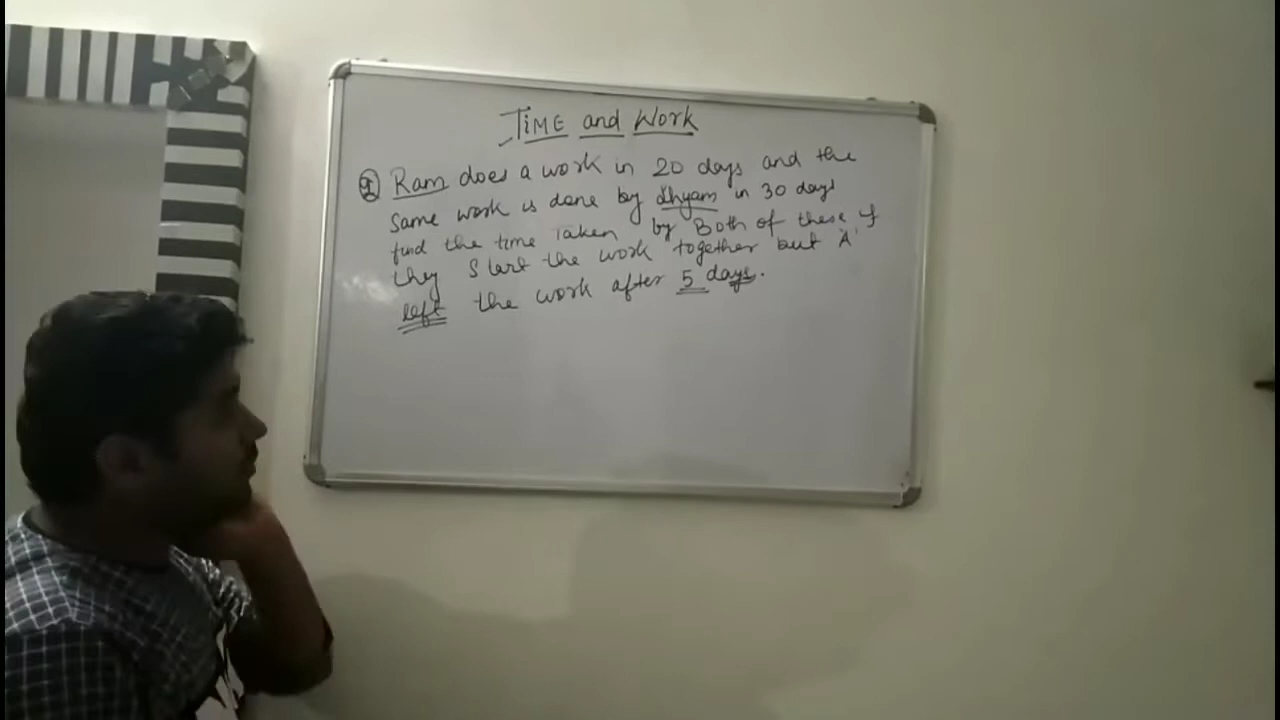 TIME and Work
Q Ram does a work in 20 days and the
same work is done by Shyam in 30 days
find the time taken by Both of these if
they Start the work together but 'A'
left the work after 5 days.